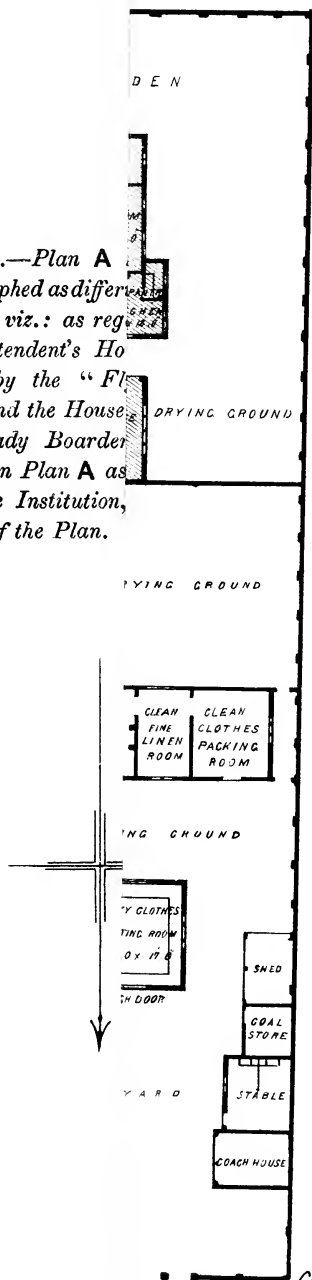 DEN
.—Plan A
phed as differ
viz.: as reg
tendent's Ho
by the "Fl
nd the House
DRYING GROUND
ady Boarder
n Plan A as
e Institution,
f the Plan.
YING GROUND
CLEAN
FINE
LINEN
ROOM
CLEAN
CLOTHES
PACKING
ROOM
NG GROUND
Y CLOTHES
TING ROOM
.0 X 17.6
H DOOR
SHED
COAL
STORE
YARD
STABLE
COACH HOUSE